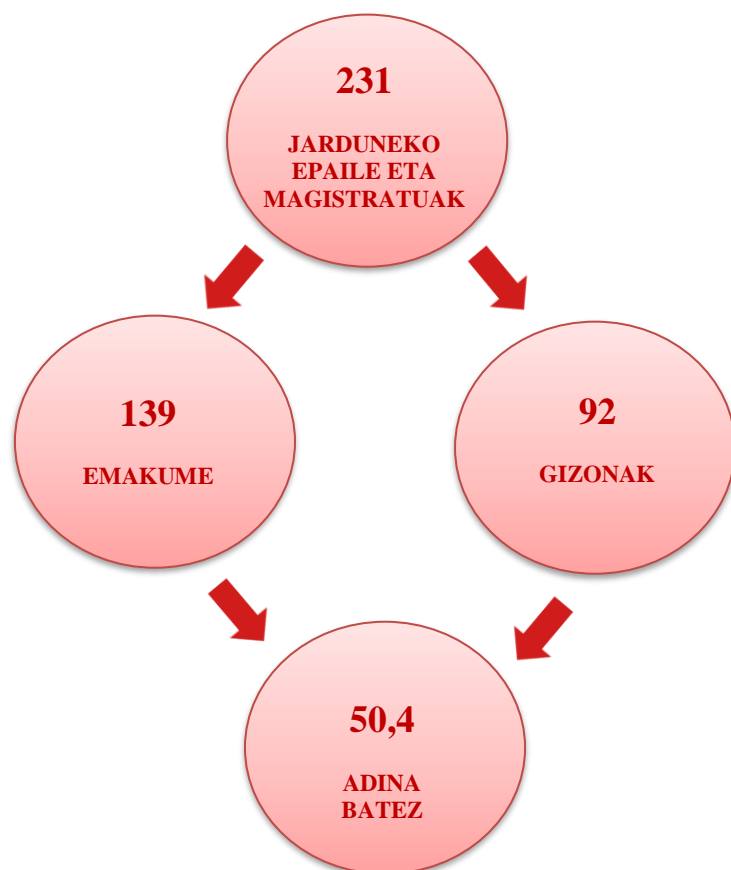 231
JARDUNEKO
EPAILE ETA
MAGISTRATUAK
139
EMAKUME
92
GIZONAK
50,4
ADINA
BATEZ